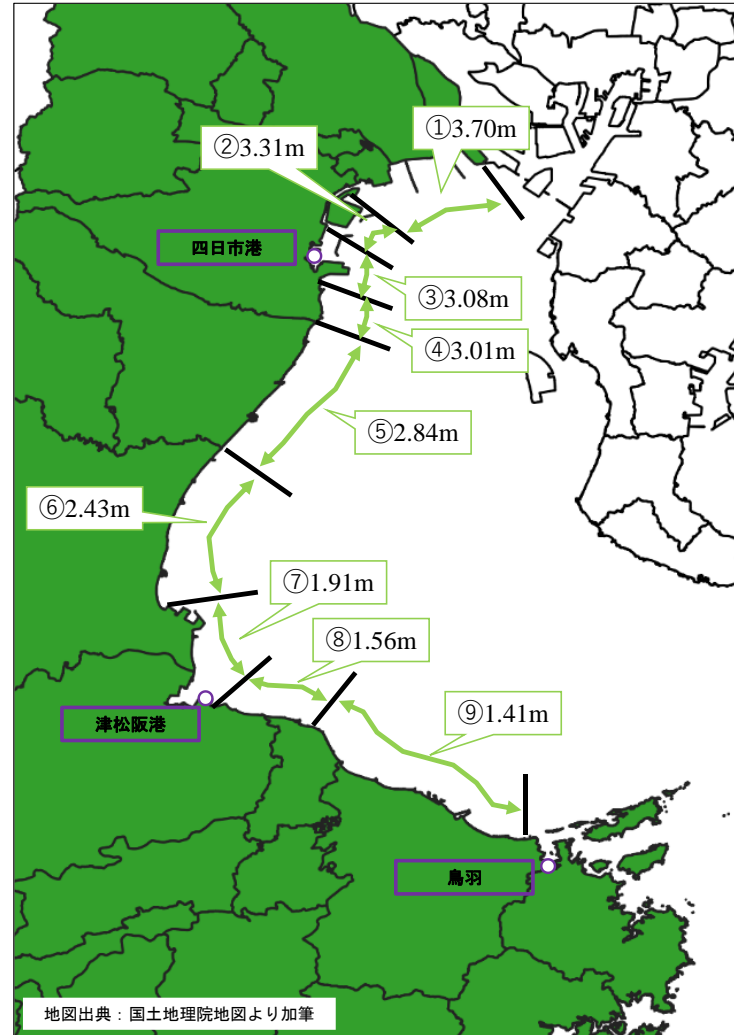 ①3.70m
②3.31m
四日市港
③3.08m
④3.01m
⑤2.84m
⑥2.43m
⑦1.91m
⑧1.56m
津松阪港
⑨1.41m
鳥羽
地図出典：国土地理院地図より加筆